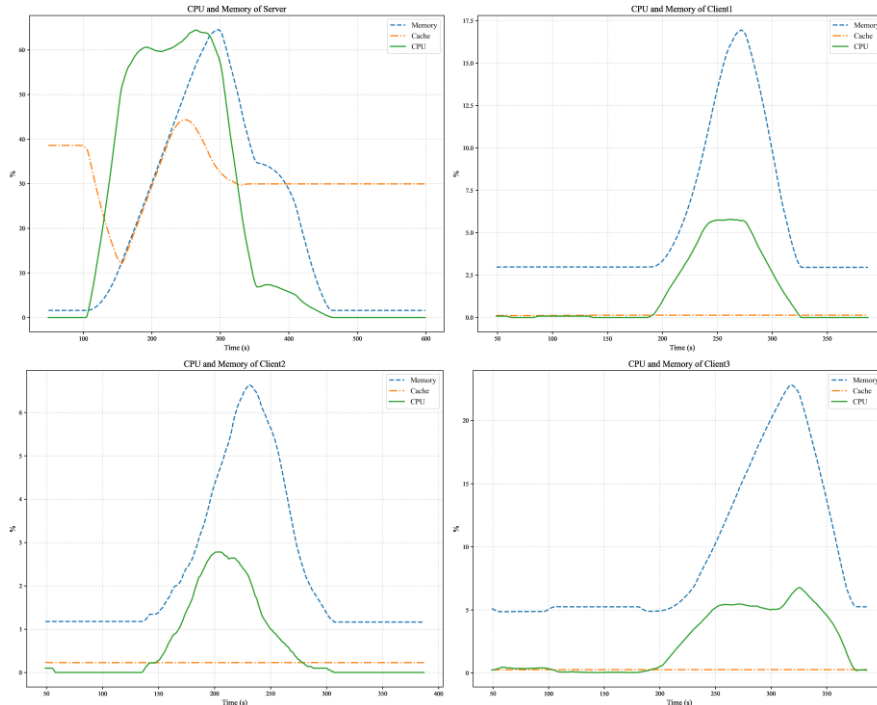 CPU and Memory of Server
Memory
Cache
CPU
%
60
50
40
30
20
10
0
100
200
300
400
500
600
Time (s)
CPU and Memory of Client1
Memory
Cache
CPU
%
17.5
15.0
12.5
10.0
7.5
5.0
2.5
0.0
50
100
150
200
250
300
350
Time (s)
CPU and Memory of Client2
Memory
Cache
CPU
%
6
5
4
3
2
1
0
50
100
150
200
250
300
350
400
Time (s)
CPU and Memory of Client3
Memory
Cache
CPU
%
20
15
10
5
0
50
100
150
200
250
300
350
Time (s)